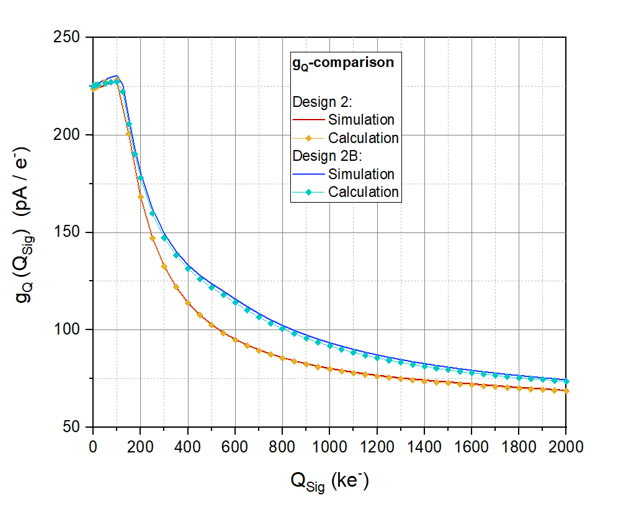 250
200
150
100
50
g_Q (Q_Sig) (pA / e⁻)
g_Q-comparison
Design 2:
Simulation
Calculation
Design 2B:
Simulation
Calculation
0 200 400 600 800 1000 1200 1400 1600 1800 2000
Q_Sig (ke⁻)